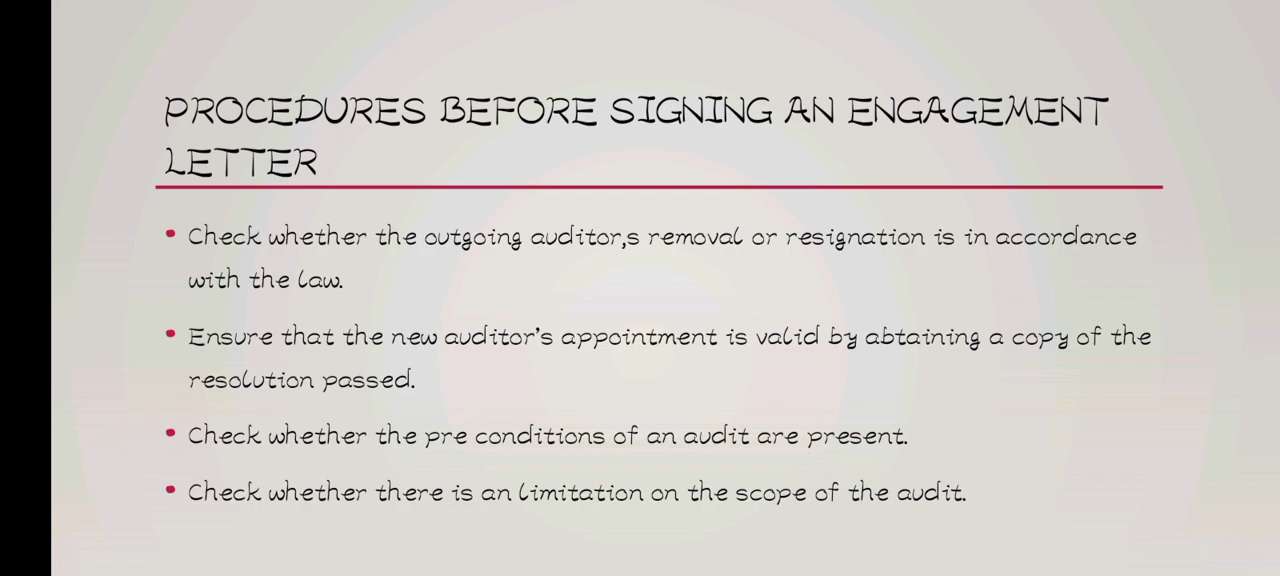 PROCEDURES BEFORE SIGNING AN ENGAGEMENT
LETTER
• Check whether the outgoing auditor,s removal or resignation is in accordance
with the law.
• Ensure that the new auditor's appointment is valid by abtaining a copy of the
resolution passed.
• Check whether the pre conditions of an audit are present.
• Check whether there is an limitation on the scope of the audit.